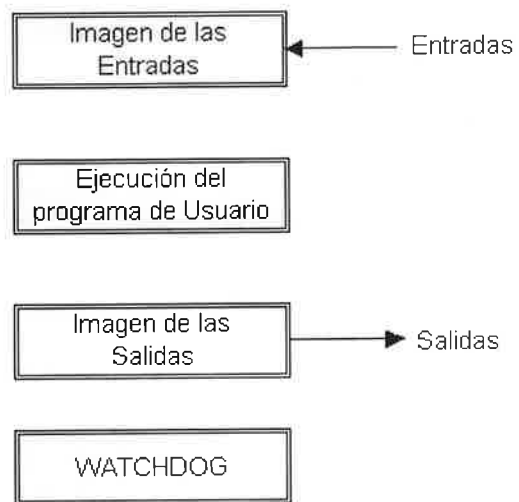 Imagen de las
Entradas
Entradas
Ejecución del
programa de Usuario
Imagen de las
Salidas
Salidas
WATCHDOG